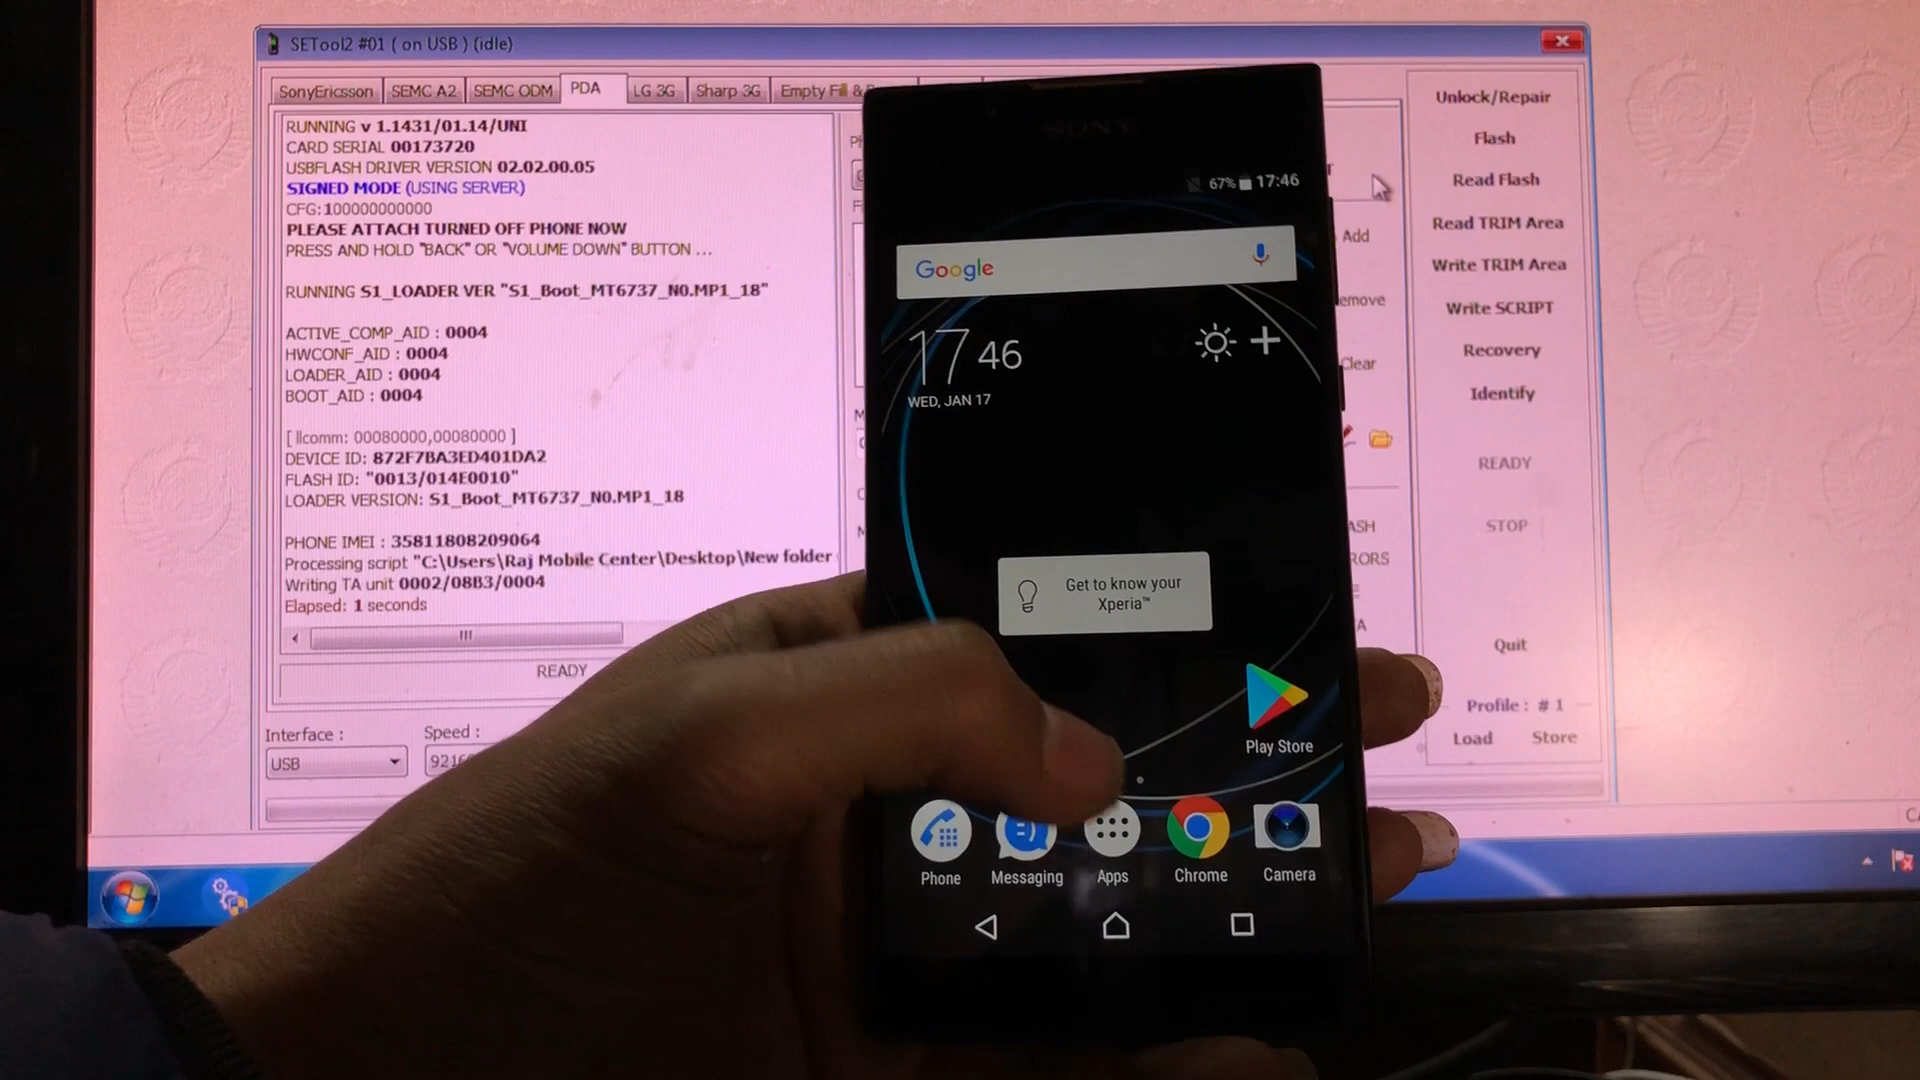 SETool2 #01 ( on USB ) (idle)
SonyEricsson SEMC A2 SEMC ODM PDA LG 3G Sharp 3G Empty Fill &
RUNNING v 1.1431/01.14/UNI
CARD SERIAL 00173720
USBFLASH DRIVER VERSION 02.02.00.05
SIGNED MODE (USING SERVER)
CFG:100000000000
PLEASE ATTACH TURNED OFF PHONE NOW
PRESS AND HOLD "BACK" OR "VOLUME DOWN" BUTTON ...
RUNNING S1_LOADER VER "S1_Boot_MT6737_N0.MP1_18"
ACTIVE_COMP_AID : 0004
HWCONF_AID : 0004
LOADER_AID : 0004
BOOT_AID : 0004
[ llcomm: 00080000,00080000 ]
DEVICE ID: 872F7BA3ED401DA2
FLASH ID: "0013/014E0010"
LOADER VERSION: S1_Boot_MT6737_N0.MP1_18
PHONE IMEI : 35811808209064
Processing script "C:\Users\Raj Mobile Center\Desktop\New folder
Writing TA unit 0002/08B3/0004
Elapsed: 1 seconds
READY
Interface :
USB
Speed :
SONY
67% 17:46
Google
17 46
WED, JAN 17
Get to know your
Xperia™
Play Store
Phone
Messaging
Apps
Chrome
Camera
Add
emove
Clear
ASH
RORS
Unlock/Repair
Flash
Read Flash
Read TRIM Area
Write TRIM Area
Write SCRIPT
Recovery
Identify
READY
STOP
Quit
Profile : # 1
Load Store